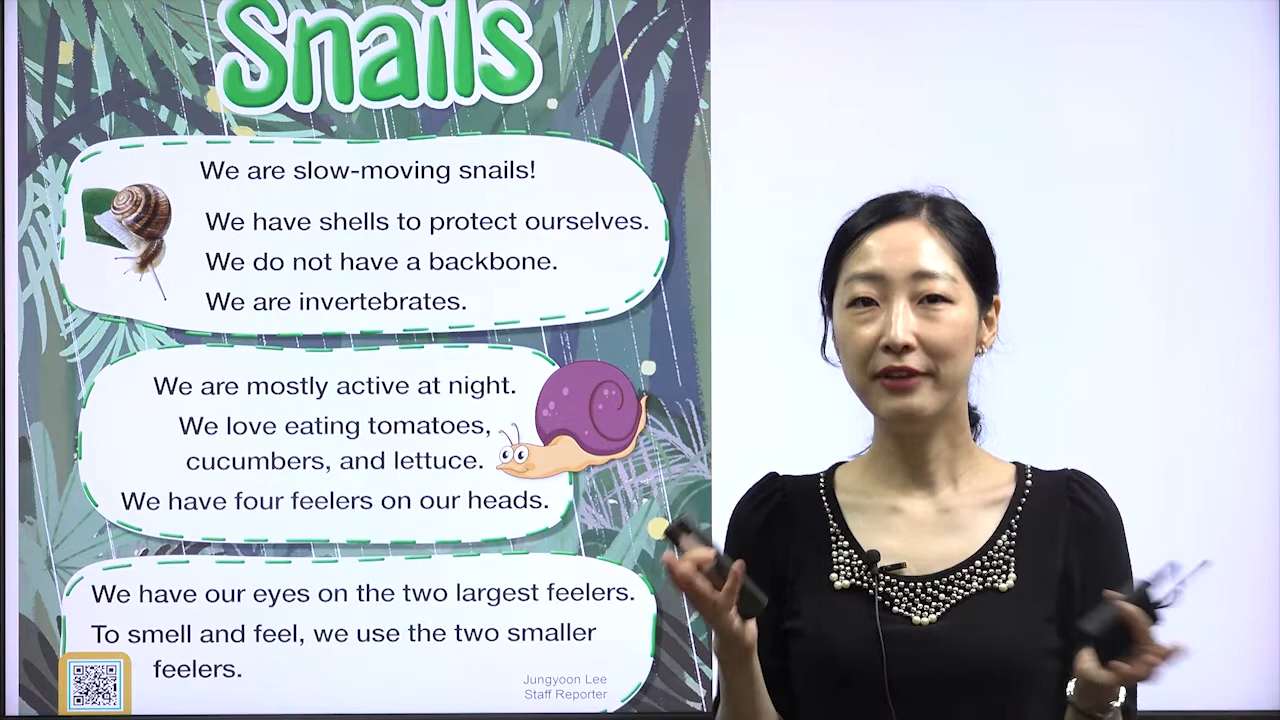 Snails
We are slow-moving snails!
We have shells to protect ourselves.
We do not have a backbone.
We are invertebrates.
We are mostly active at night.
We love eating tomatoes,
cucumbers, and lettuce.
We have four feelers on our heads.
We have our eyes on the two largest feelers.
To smell and feel, we use the two smaller
feelers.
Jungyoon Lee
Staff Reporter